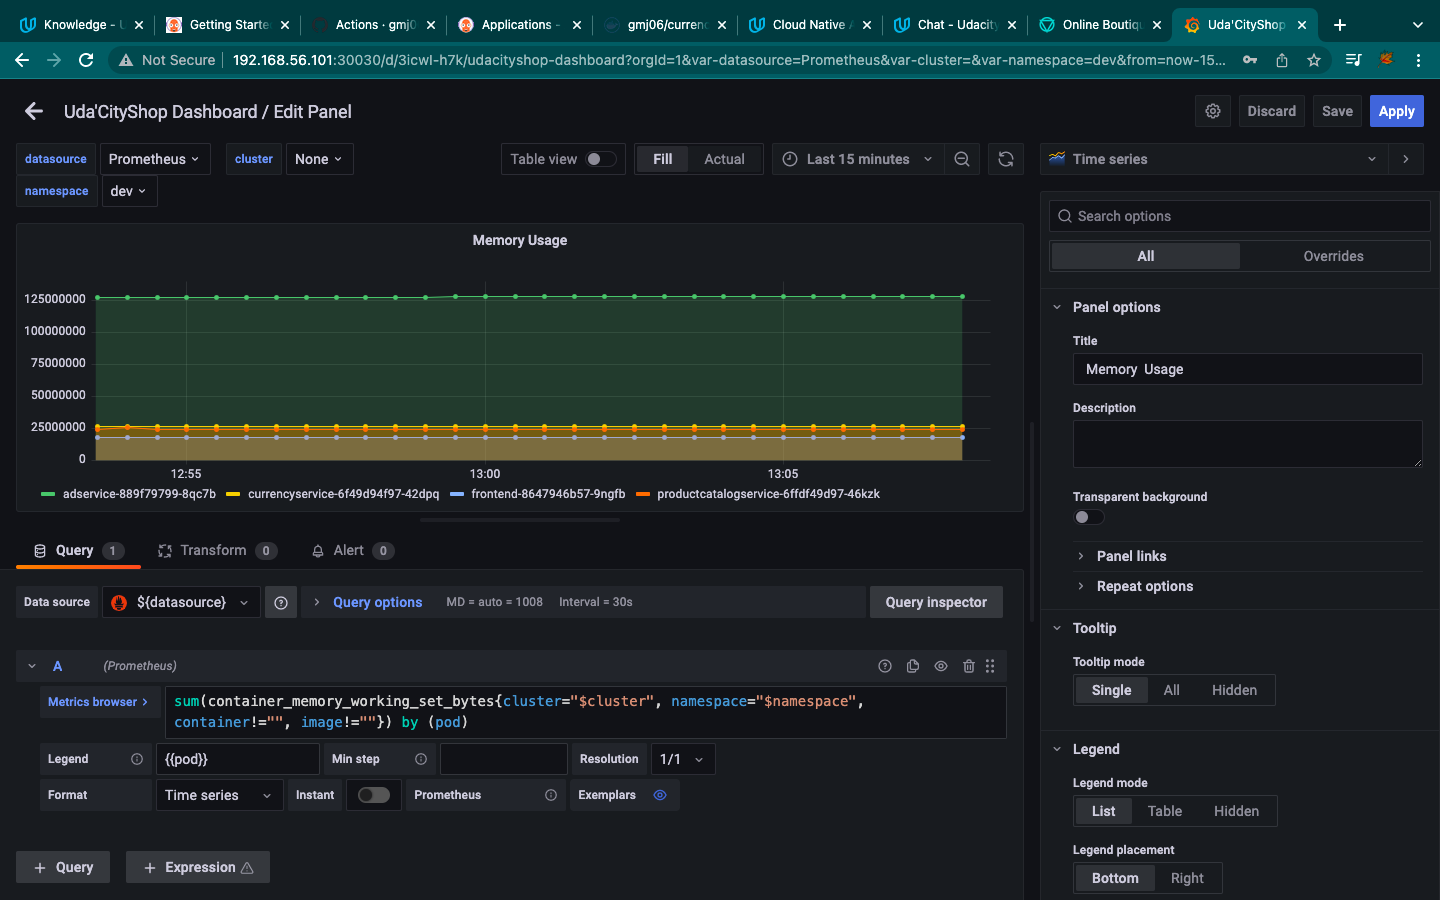 Knowledge - U
Getting Starte
Actions · gmj0
Applications -
gmj06/curren
Cloud Native A
Chat - Udacity
Online Boutiqu
Uda'CityShop
Not Secure
192.168.56.101:30030/d/3icwI-h7k/udacityshop-dashboard?orgId=1&var-datasource=Prometheus&var-cluster=&var-namespace=dev&from=now-15...
Uda'CityShop Dashboard / Edit Panel
Discard
Save
Apply
datasource
Prometheus
cluster
None
Table view
Fill
Actual
Last 15 minutes
Time series
namespace
dev
Search options
All
Overrides
Memory Usage
125000000
100000000
75000000
50000000
25000000
0
12:55
13:00
13:05
adservice-889f79799-8qc7b
currencyservice-6f49d94f97-42dpq
frontend-8647946b57-9ngfb
productcatalogservice-6ffdf49d97-46kzk
Panel options
Title
Memory Usage
Description
Transparent background
Panel links
Repeat options
Tooltip
Tooltip mode
Single
All
Hidden
Legend
Legend mode
List
Table
Hidden
Legend placement
Bottom
Right
Query
1
Transform
0
Alert
0
Data source
${datasource}
Query options
MD = auto = 1008
Interval = 30s
Query inspector
A
(Prometheus)
Metrics browser
sum(container_memory_working_set_bytes{cluster="$cluster", namespace="$namespace",
container!="", image!=""}) by (pod)
Legend
{{pod}}
Min step
Resolution
1/1
Format
Time series
Instant
Prometheus
Exemplars
+ Query
+ Expression